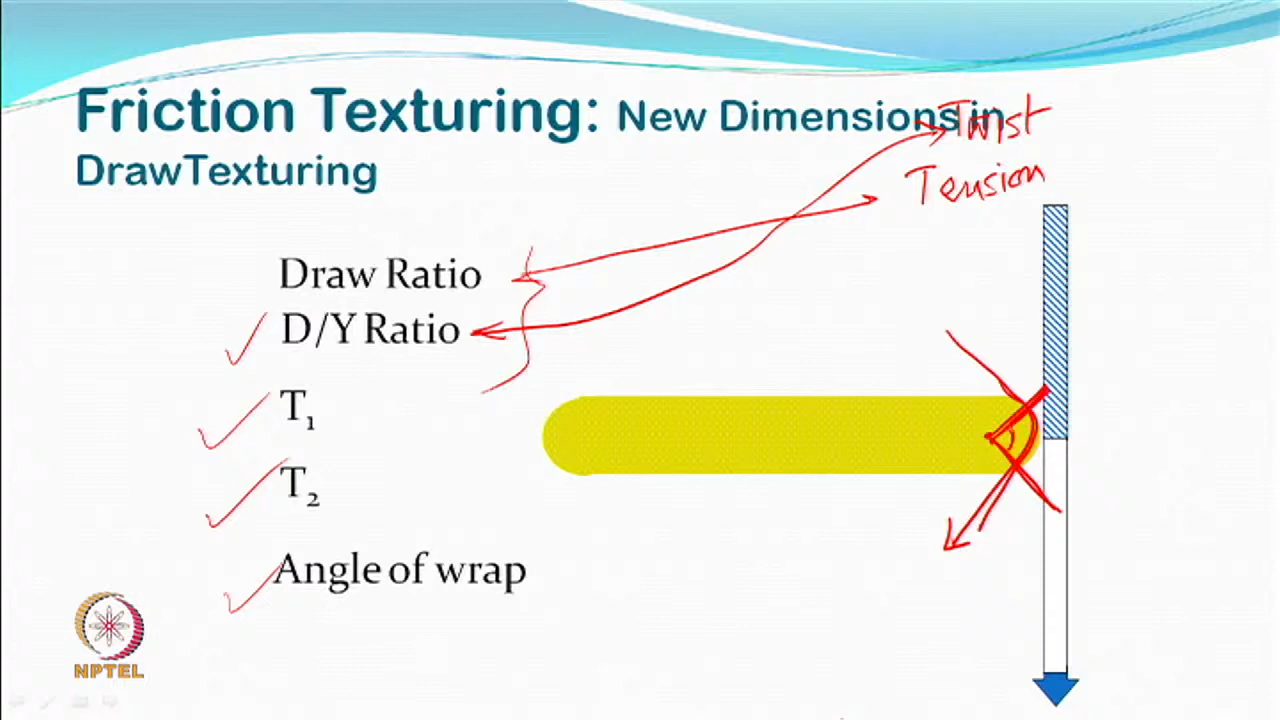 Friction Texturing: New Dimensions in
DrawTexturing
Twist
Tension
Draw Ratio
D/Y Ratio
T₁
T₂
Angle of wrap
NPTEL